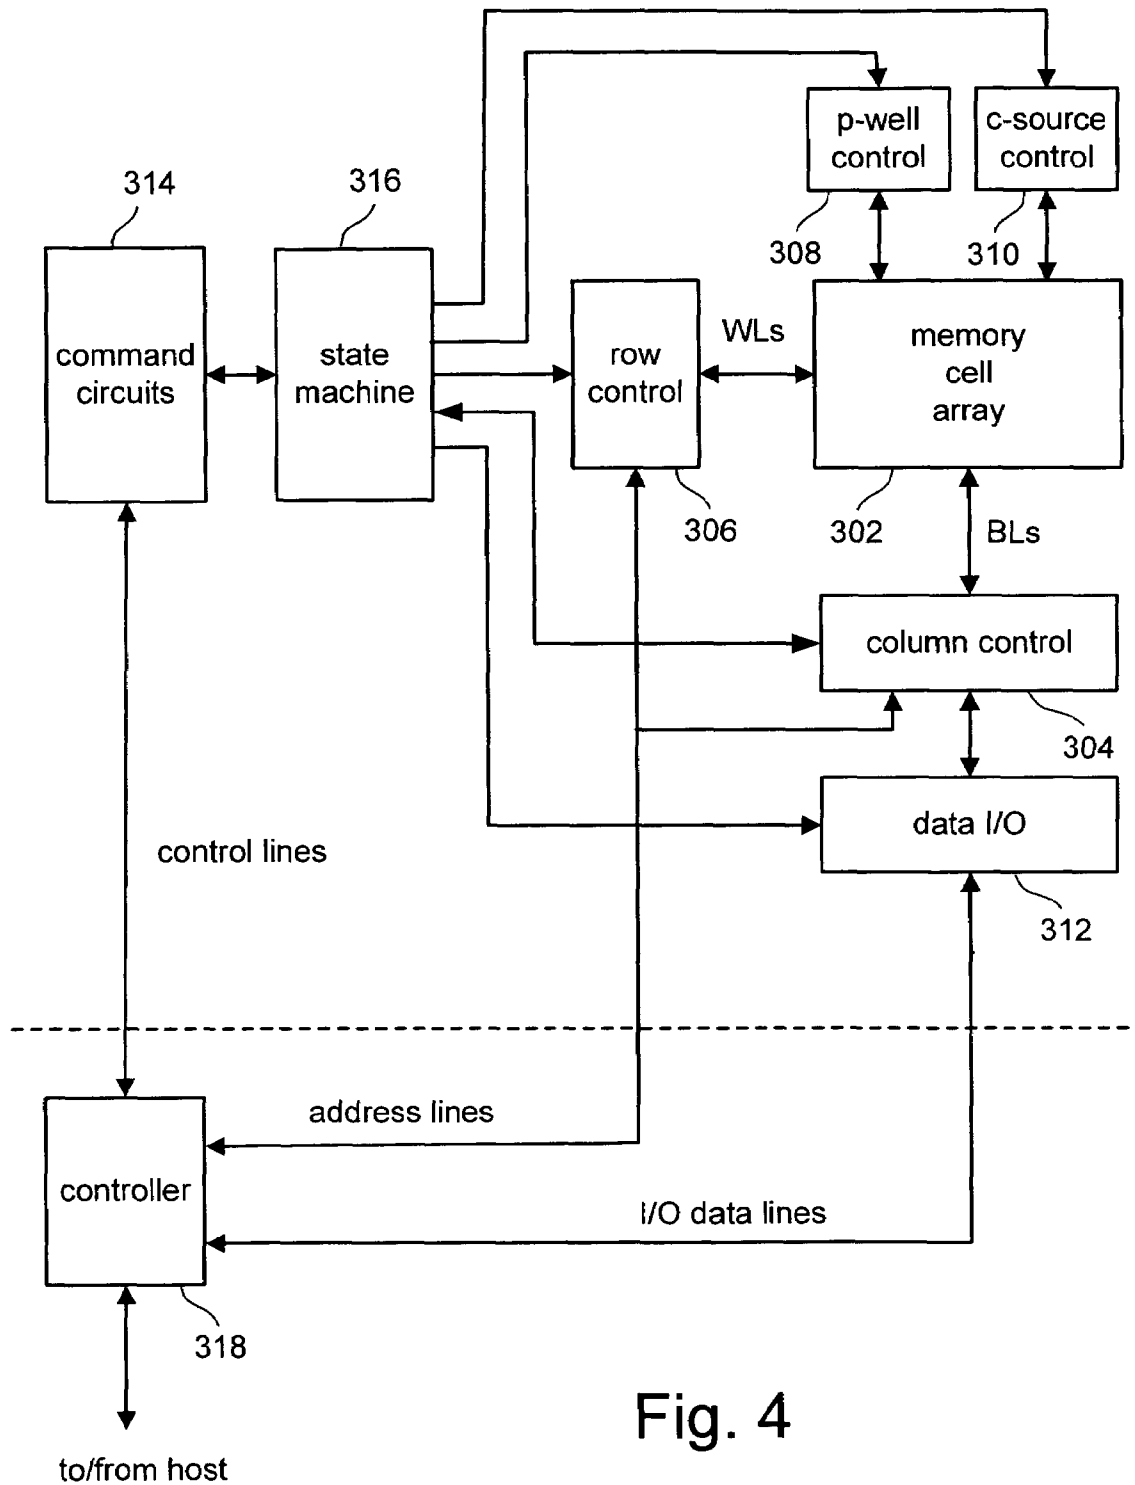 p-well
control
c-source
control
314
316
308
310
command
circuits
state
machine
row
control
WLs
memory
cell
array
306
302
BLs
column control
304
data I/O
control lines
312
address lines
controller
I/O data lines
318
Fig. 4
to/from host